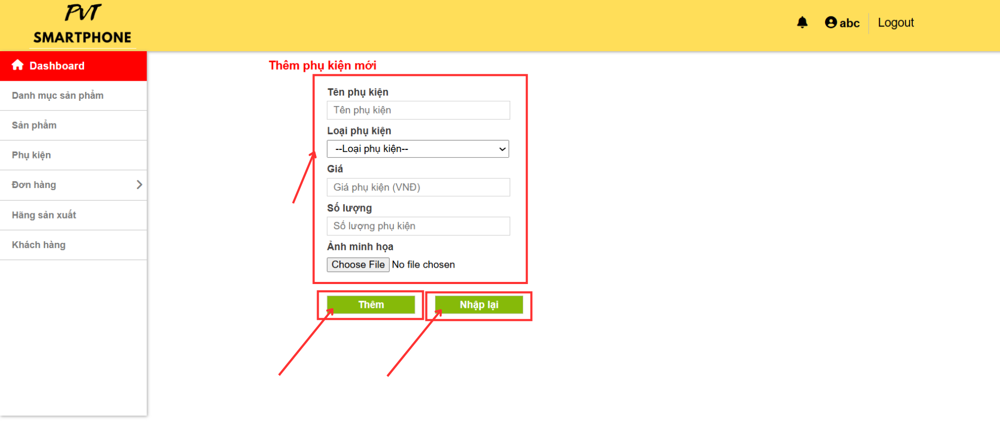 PVT
SMARTPHONE
abc
Logout
Dashboard
Danh mục sản phẩm
Sản phẩm
Phụ kiện
Đơn hàng
Hãng sản xuất
Khách hàng
Thêm phụ kiện mới
Tên phụ kiện
Tên phụ kiện
Loại phụ kiện
--Loại phụ kiện--
Giá
Giá phụ kiện (VNĐ)
Số lượng
Số lượng phụ kiện
Ảnh minh họa
Choose File No file chosen
Thêm
Nhập lại